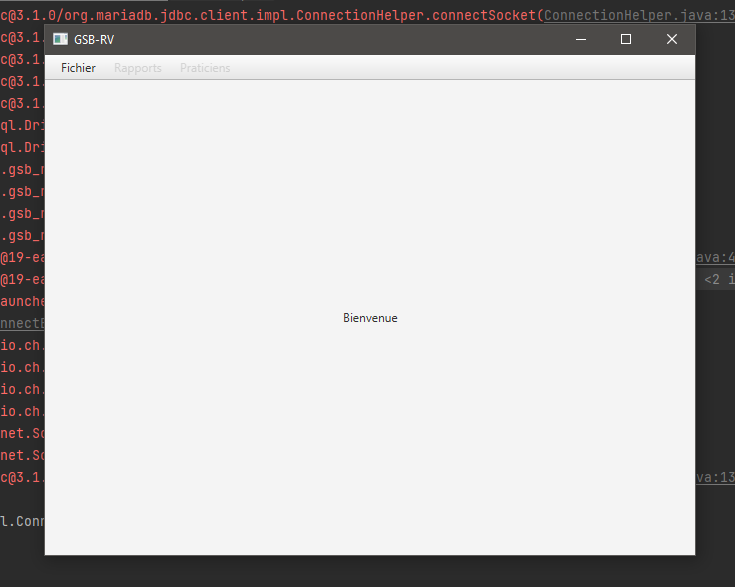 c@3.1.0/org.mariadb.jdbc.client.impl.ConnectionHelper.connectSocket(ConnectionHelper.java:13
GSB-RV
c@3.1.
Fichier Rapports Praticiens
c@3.1.
c@3.1.
c@3.1.
ql.Dri
ql.Dri
.gsb_r
.gsb_r
.gsb_r
.gsb_r
@19-ea ava:4
@19-ea <2 i
aunche
Bienvenue
io.ch.
io.ch.
io.ch.
io.ch.
net.So
net.So
c@3.1. va:13
l.Conn